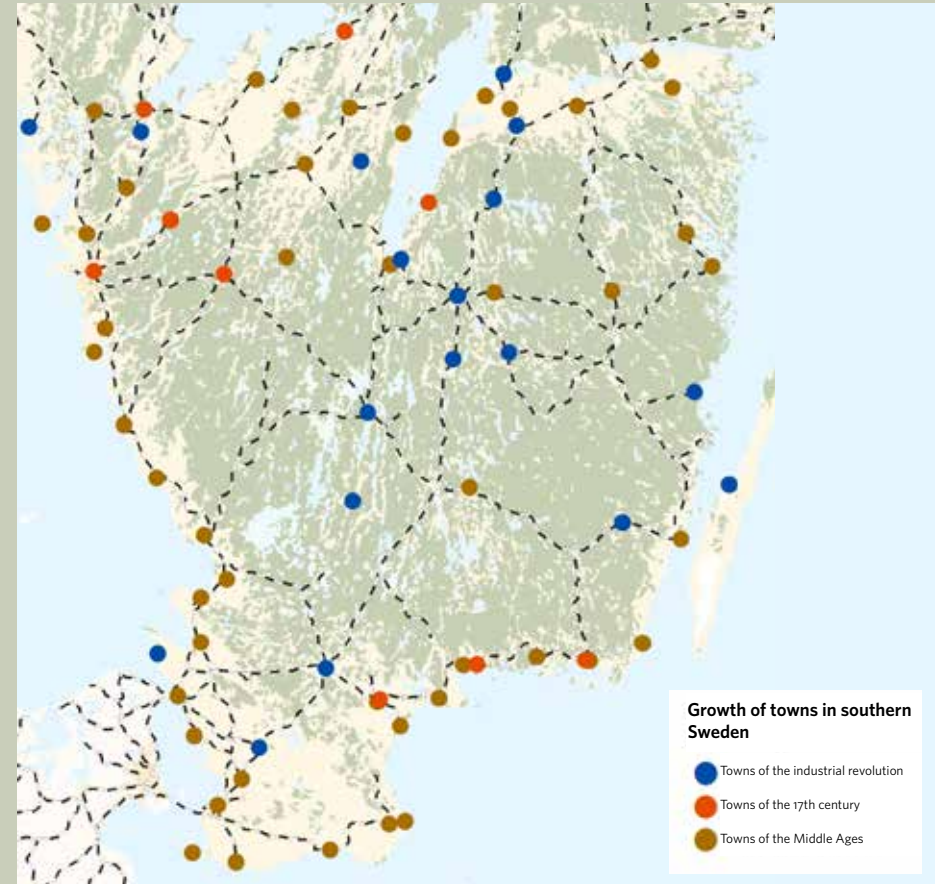 Growth of towns in southern
Sweden
Towns of the industrial revolution
Towns of the 17th century
Towns of the Middle Ages